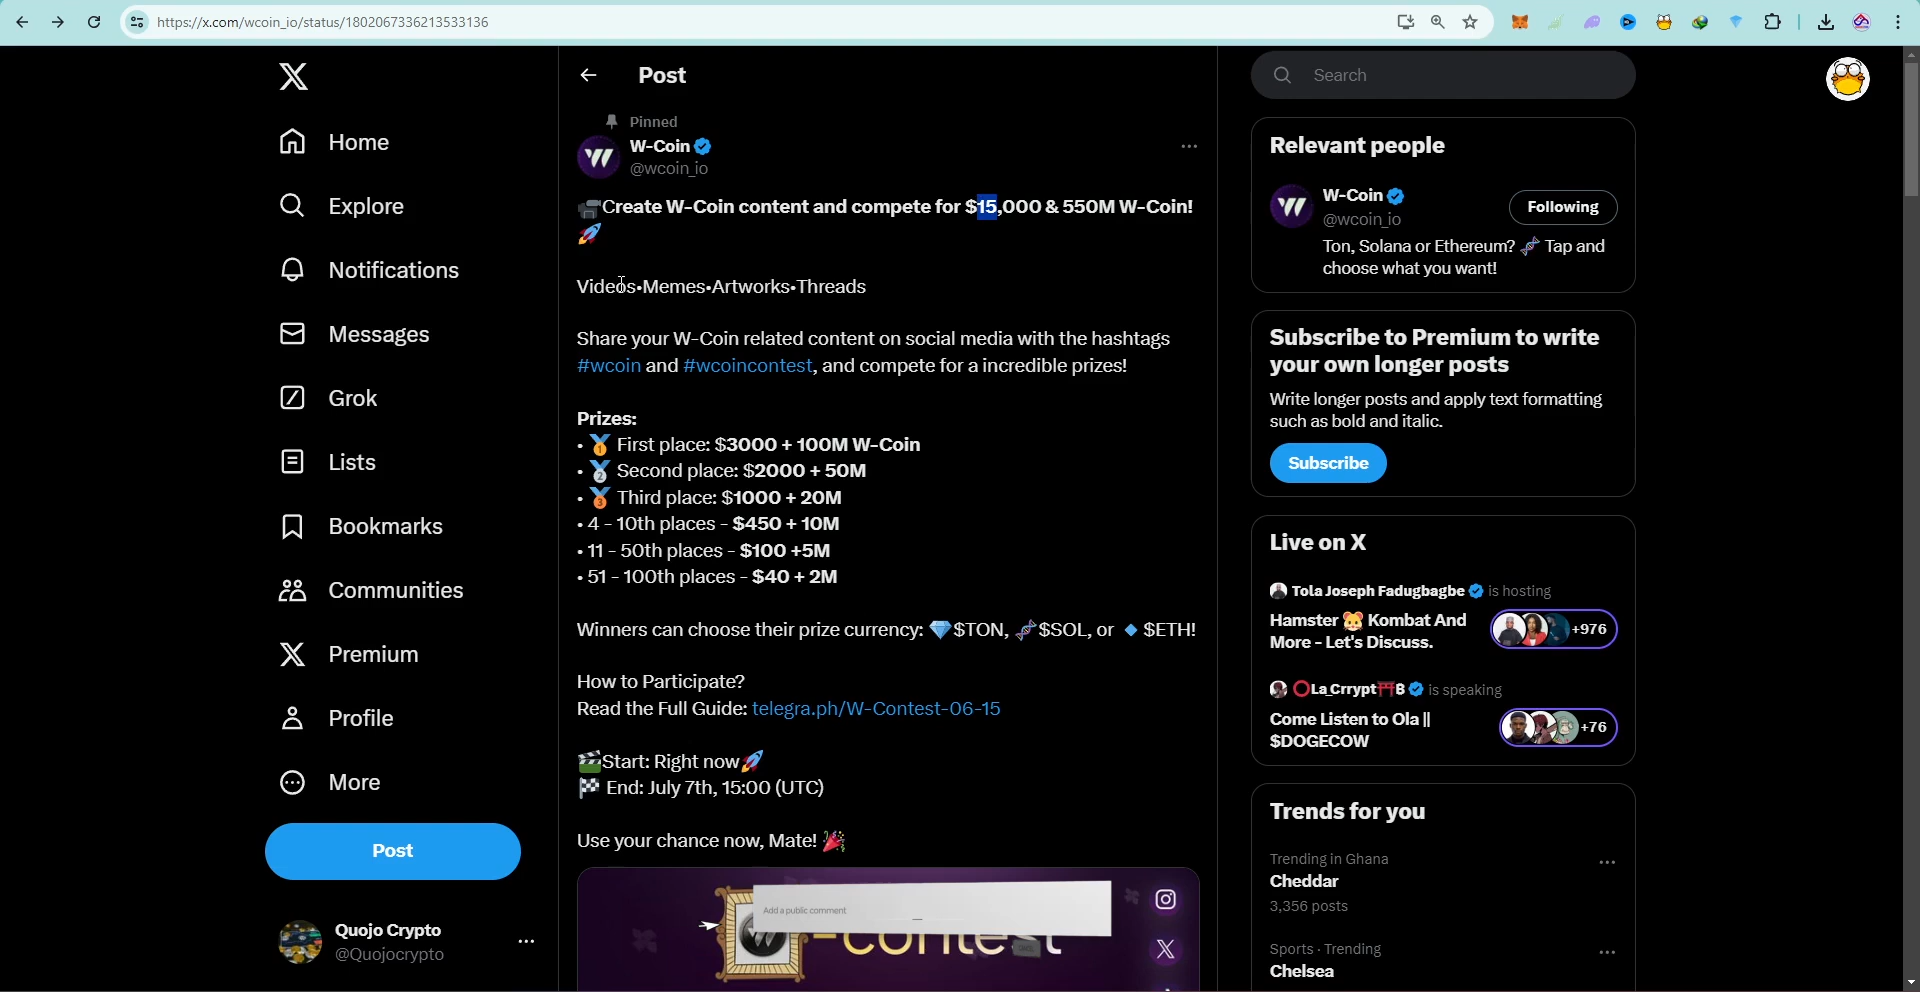 https://x.com/wcoin_io/status/1802067336213533136
Home
Explore
Notifications
Messages
Grok
Lists
Bookmarks
Communities
Premium
Profile
More
Post
Quojo Crypto
@Quojocrypto
Post
Pinned
W-Coin
@wcoin_io
Create W-Coin content and compete for $15,000 & 550M W-Coin!
🚀
Videos•Memes•Artworks•Threads
Share your W-Coin related content on social media with the hashtags
#wcoin and #wcoincontest, and compete for a incredible prizes!
Prizes:
• 🥇 First place: $3000 + 100M W-Coin
• 🥈 Second place: $2000 + 50M
• 🥉 Third place: $1000 + 20M
• 4 - 10th places - $450 + 10M
• 11 - 50th places - $100 +5M
• 51 - 100th places - $40 + 2M
Winners can choose their prize currency: 💎$TON, 🧬$SOL, or 🔹$ETH!
How to Participate?
Read the Full Guide: telegra.ph/W-Contest-06-15
🎬Start: Right now🚀
🏁 End: July 7th, 15:00 (UTC)
Use your chance now, Mate! 🎉
Add a public comment
-contest
Search
Relevant people
W-Coin
@wcoin_io
Following
Ton, Solana or Ethereum? 🧬 Tap and
choose what you want!
Subscribe to Premium to write
your own longer posts
Write longer posts and apply text formatting
such as bold and italic.
Subscribe
Live on X
Tola Joseph Fadugbagbe is hosting
Hamster 🐹 Kombat And
More - Let's Discuss.
+976
⭕La_Crrypt⛩️B is speaking
Come Listen to Ola ||
$DOGECOW
+76
Trends for you
Trending in Ghana
Cheddar
3,356 posts
Sports · Trending
Chelsea